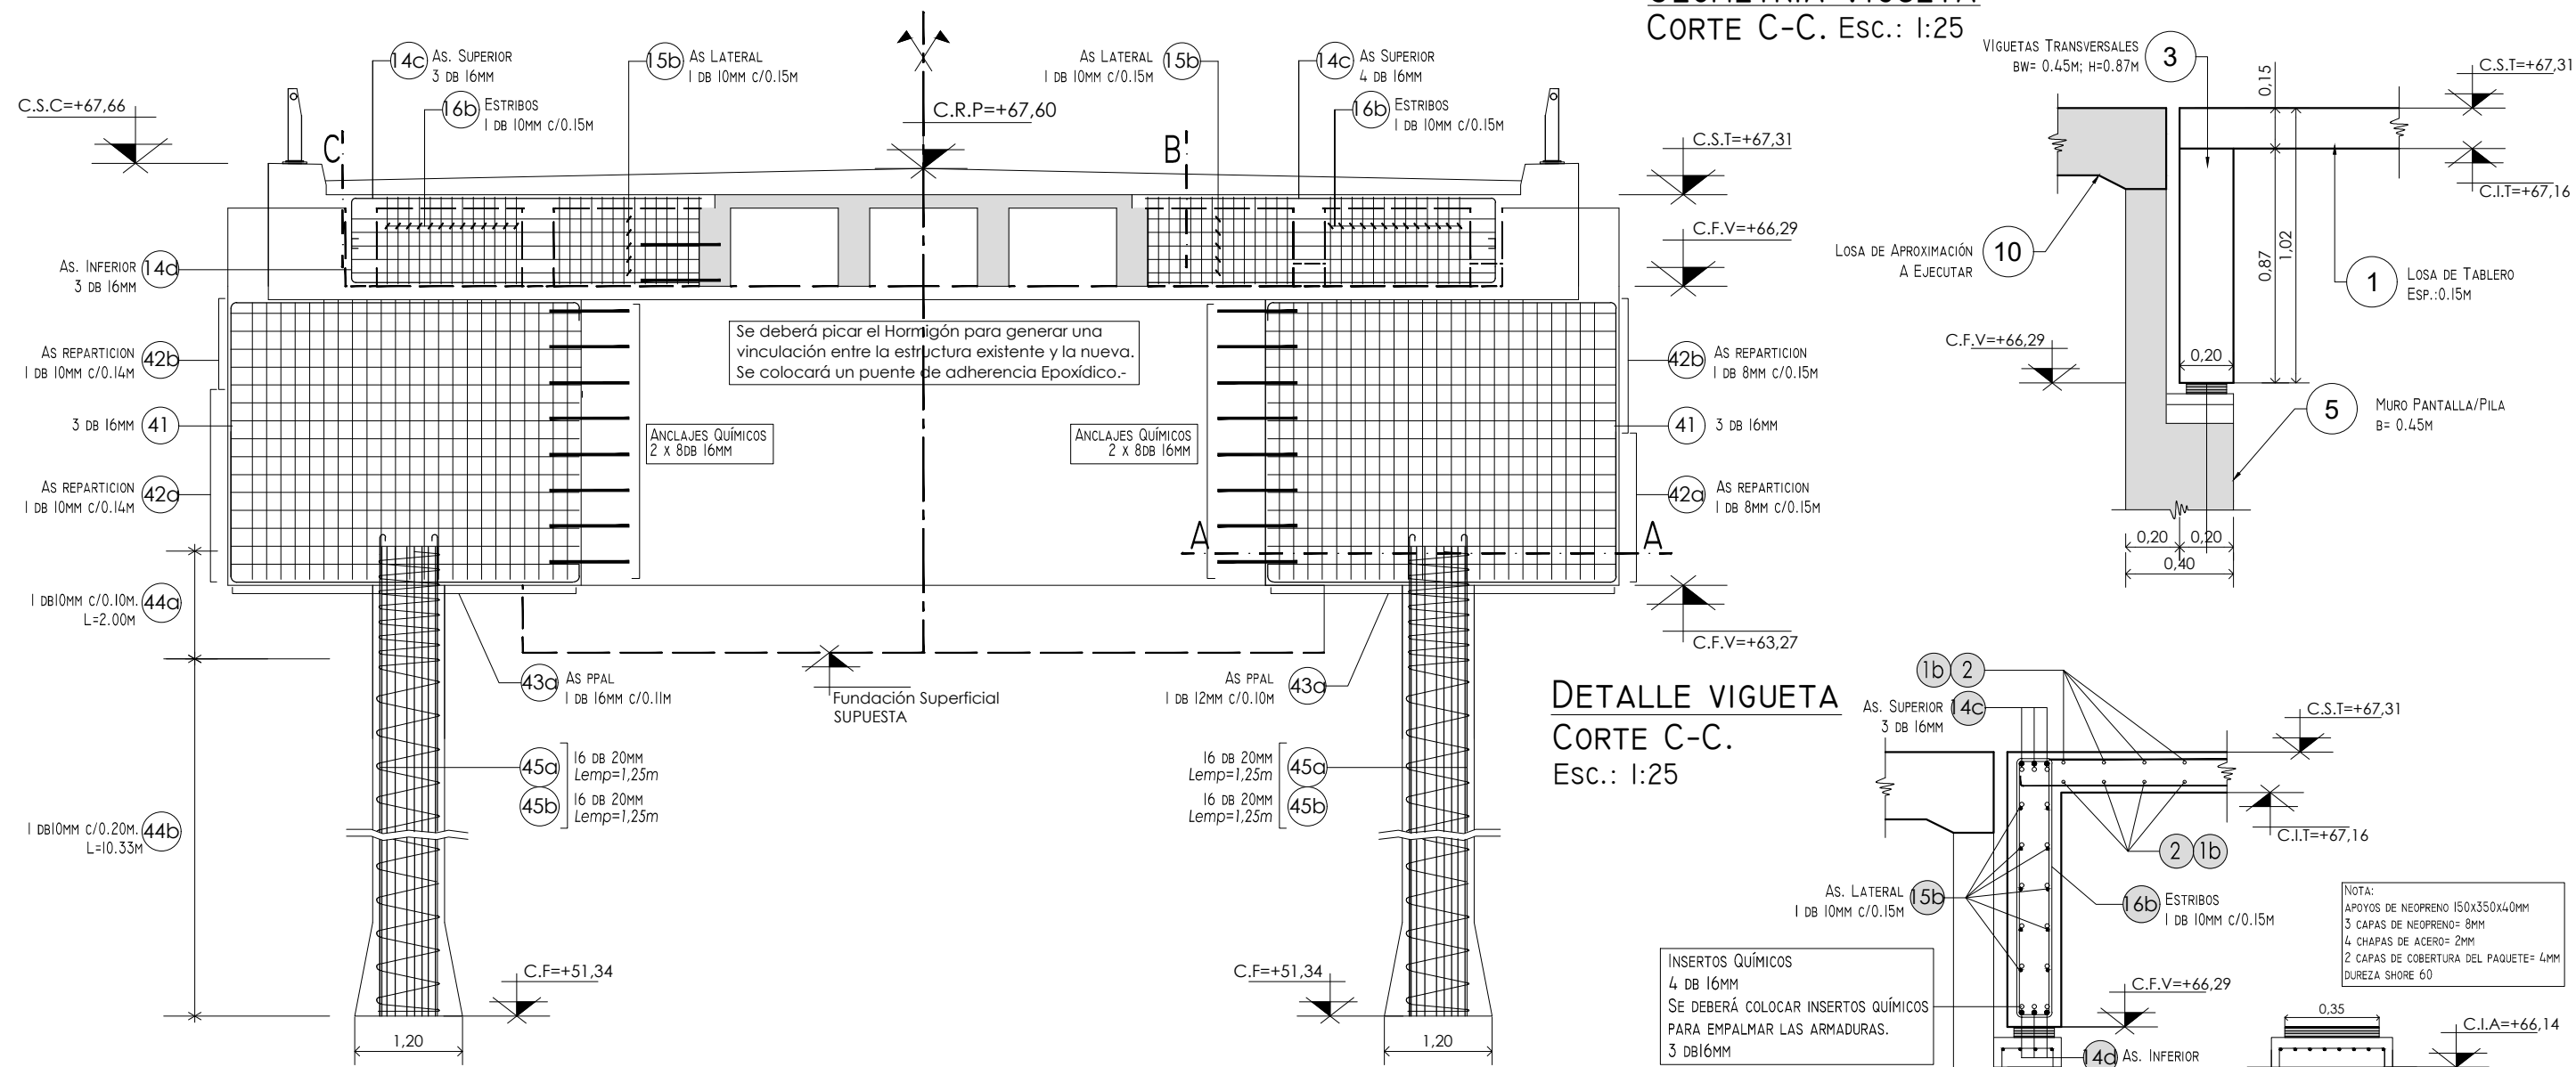 GEOMETRÍA VIGUETA
CORTE C-C. ESC.: 1:25
C.S.C=+67,66
14c AS. SUPERIOR
3 DB 16MM
16b ESTRIBOS
1 DB 10MM C/0.15M
15b AS LATERAL
1 DB 10MM C/0.15M
C.R.P=+67,60
AS LATERAL 15b
1 DB 10MM C/0.15M
14c AS SUPERIOR
4 DB 16MM
16b ESTRIBOS
1 DB 10MM C/0.15M
C
B
C.S.T=+67,31
C.F.V=+66,29
AS. INFERIOR 14a
3 DB 16MM
AS REPARTICION 42b
1 DB 10MM C/0.14M
3 DB 16MM 41
AS REPARTICION 42a
1 DB 10MM C/0.14M
Se deberá picar el Hormigón para generar una
vinculación entre la estructura existente y la nueva.
Se colocará un puente de adherencia Epoxídico.-
ANCLAJES QUÍMICOS
2 X 8DB 16MM
ANCLAJES QUÍMICOS
2 X 8DB 16MM
42b AS REPARTICION
1 DB 8MM C/0.15M
41 3 DB 16MM
42a AS REPARTICION
1 DB 8MM C/0.15M
A
A
C.F.V=+63,27
1 DB10MM C/0.10M. 44a
L=2.00M
1 DB10MM C/0.20M. 44b
L=10.33M
43a AS PPAL
1 DB 16MM C/0.11M
Fundación Superficial
SUPUESTA
AS PPAL 43a
1 DB 12MM C/0.10M
45a 16 DB 20MM
Lemp=1,25m
45b 16 DB 20MM
Lemp=1,25m
16 DB 20MM 45a
Lemp=1,25m
16 DB 20MM 45b
Lemp=1,25m
C.F=+51,34
C.F=+51,34
1,20
1,20
VIGUETAS TRANSVERSALES 3
BW= 0.45M; H=0.87M
C.S.T=+67,31
0,15
C.I.T=+67,16
LOSA DE APROXIMACIÓN 10
A EJECUTAR
0,87
1,02
1 LOSA DE TABLERO
ESP.:0.15M
C.F.V=+66,29
0,20
5 MURO PANTALLA/PILA
B= 0.45M
0,20
0,20
0,40
DETALLE VIGUETA
CORTE C-C.
ESC.: 1:25
1b 2
AS. SUPERIOR 14c
3 DB 16MM
C.S.T=+67,31
C.I.T=+67,16
2 1b
AS. LATERAL 15b
1 DB 10MM C/0.15M
16b ESTRIBOS
1 DB 10MM C/0.15M
NOTA:
APOYOS DE NEOPRENO 150X350X40MM
3 CAPAS DE NEOPRENO= 8MM
4 CHAPAS DE ACERO= 2MM
2 CAPAS DE COBERTURA DEL PAQUETE= 4MM
DUREZA SHORE 60
INSERTOS QUÍMICOS
4 DB 16MM
SE DEBERÁ COLOCAR INSERTOS QUÍMICOS
PARA EMPALMAR LAS ARMADURAS.
3 DB16MM
C.F.V=+66,29
14a AS. INFERIOR
0,35
C.I.A=+66,14